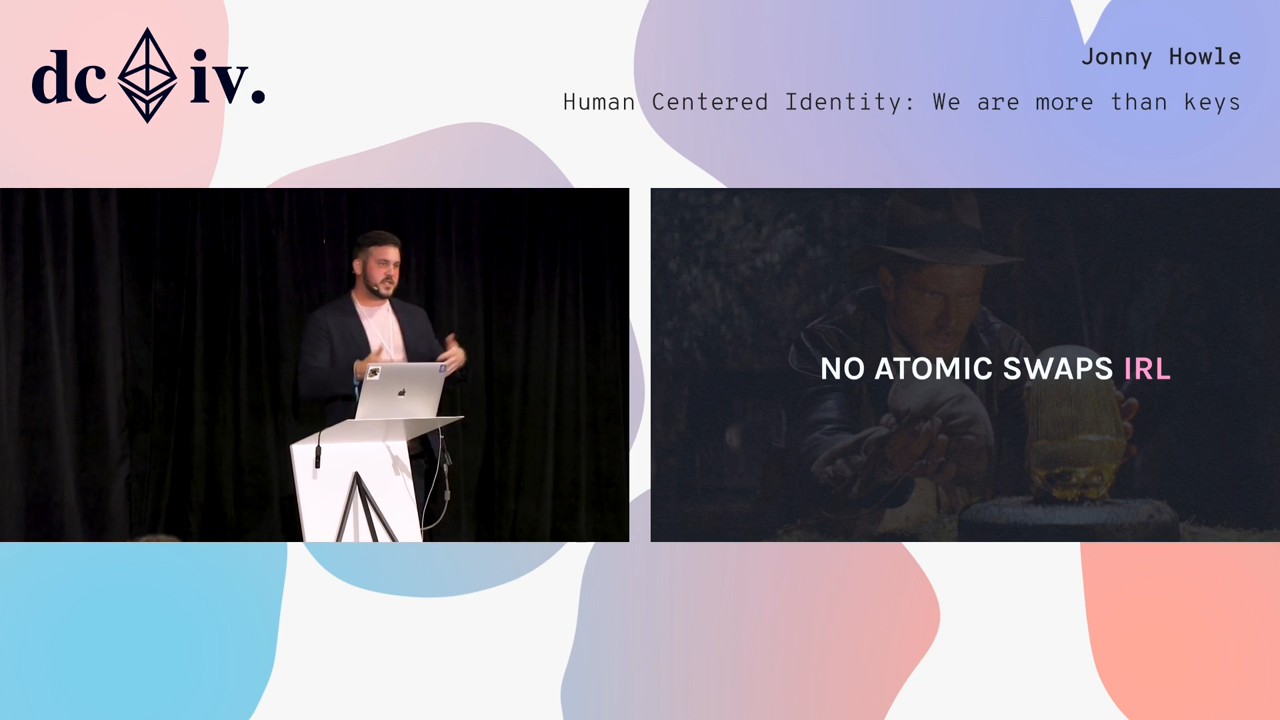 dc iv.
Jonny Howle
Human Centered Identity: We are more than keys
NO ATOMIC SWAPS IRL